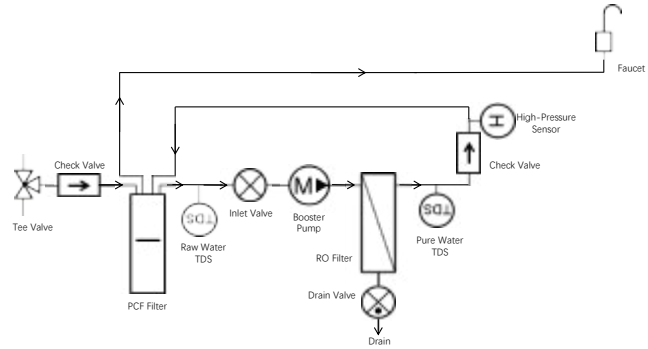 Faucet
High-Pressure
Sensor
H
Check Valve
Check Valve
Tee Valve
PCF Filter
TDS
Raw Water
TDS
Inlet Valve
M
Booster
Pump
RO Filter
TDS
Pure Water
TDS
Drain Valve
Drain